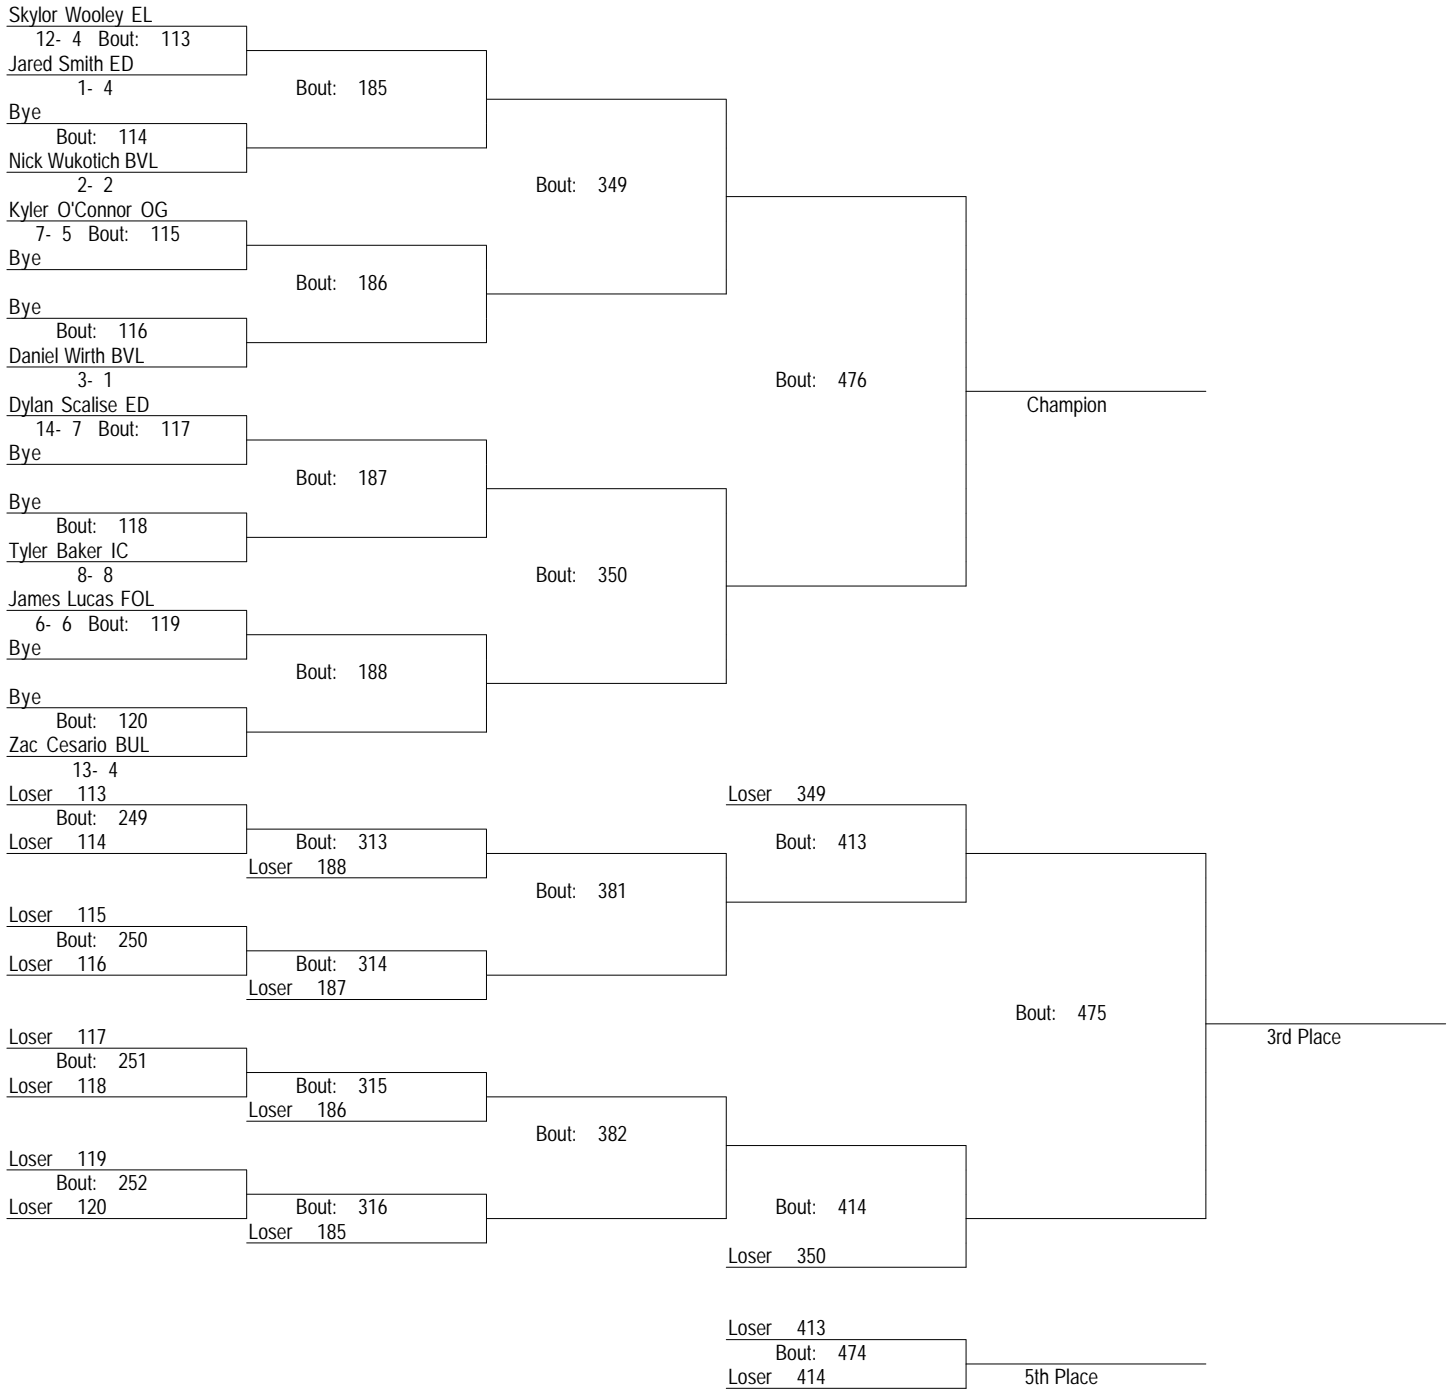 Skylor Wooley EL
12- 4 Bout: 113
Jared Smith ED
1- 4
Bout: 185
Bye
Bout: 114
Nick Wukotich BVL
2- 2
Bout: 349
Kyler O'Connor OG
7- 5 Bout: 115
Bye
Bout: 186
Bye
Bout: 116
Daniel Wirth BVL
3- 1
Bout: 476
Dylan Scalise ED
Champion
14- 7 Bout: 117
Bye
Bout: 187
Bye
Bout: 118
Tyler Baker IC
8- 8
Bout: 350
James Lucas FOL
6- 6 Bout: 119
Bye
Bout: 188
Bye
Bout: 120
Zac Cesario BUL
13- 4
Loser 113
Loser 349
Bout: 249
Loser 114
Bout: 313
Bout: 413
Loser 188
Bout: 381
Loser 115
Bout: 250
Loser 116
Bout: 314
Loser 187
Bout: 475
Loser 117
3rd Place
Bout: 251
Loser 118
Bout: 315
Loser 186
Bout: 382
Loser 119
Bout: 252
Loser 120
Bout: 316
Bout: 414
Loser 185
Loser 350
Loser 413
Bout: 474
Loser 414
5th Place